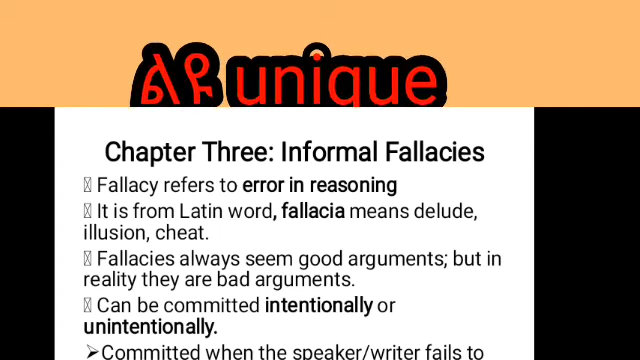 ልዩ unique
Chapter Three: Informal Fallacies
Fallacy refers to error in reasoning
It is from Latin word, fallacia means delude,
illusion, cheat.
Fallacies always seem good arguments; but in
reality they are bad arguments.
Can be committed intentionally or
unintentionally.
➢Committed when the speaker/writer fails to